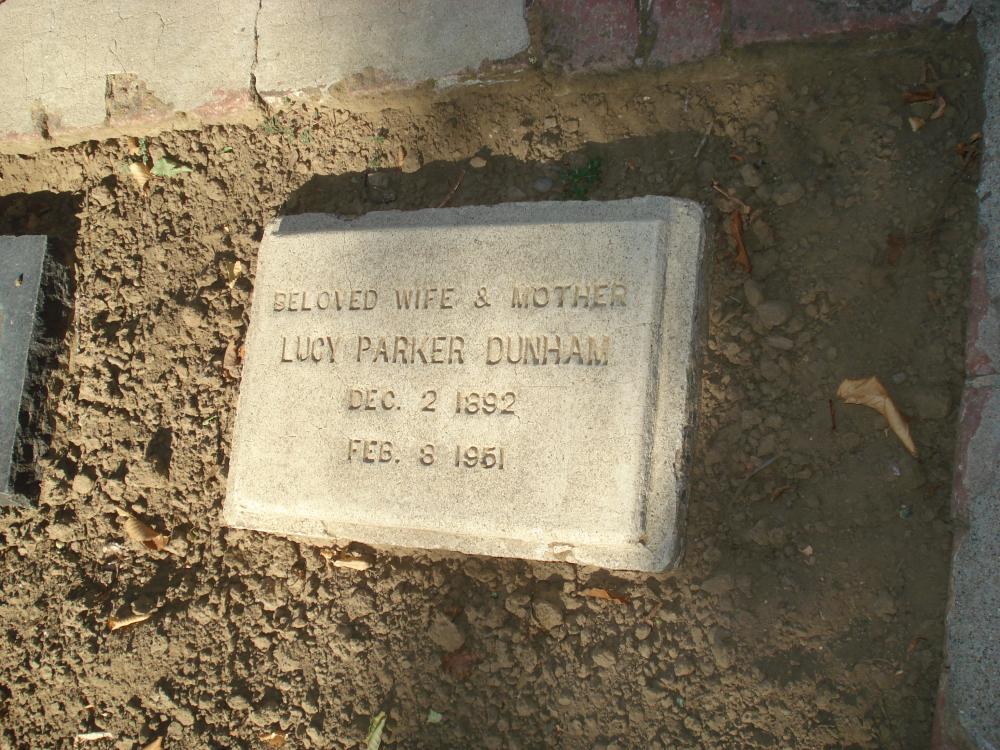 BELOVED WIFE & MOTHER
LUCY PARKER DUNHAM
DEC. 2 1892
FEB. 8 1951